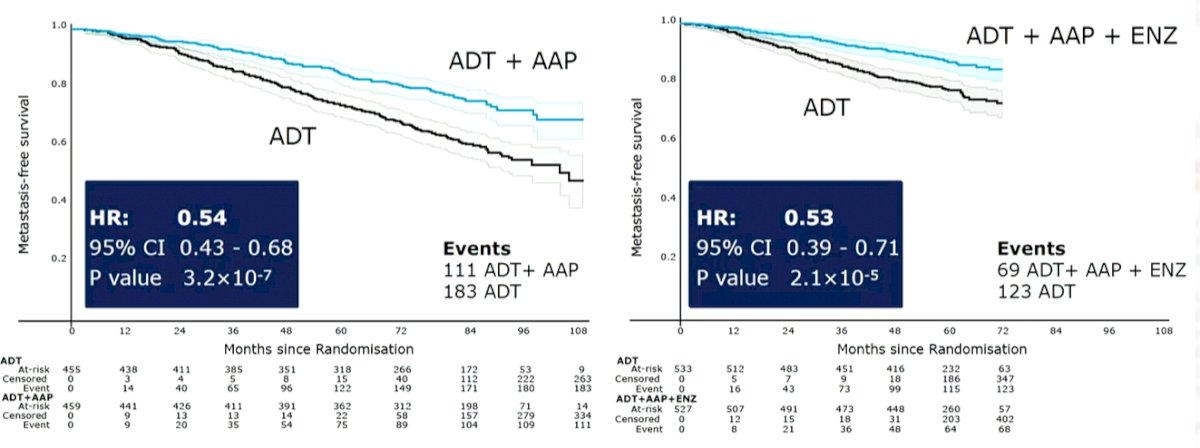 1.0
0.8
0.6
0.4
0.2
Metastasis-free survival
ADT + AAP
ADT
HR: 0.54
95% CI 0.43 - 0.68
P value 3.2×10-7
Events
111 ADT+ AAP
183 ADT
0 12 24 36 48 60 72 84 96 108
Months since Randomisation
ADT
At-risk 455 438 411 385 351 318 266 172 53 9
Censored 0 3 4 5 8 15 40 112 222 263
Event 0 14 40 65 96 122 149 171 180 183
ADT+AAP
At-risk 459 441 426 411 391 362 312 198 71 14
Censored 0 9 13 13 14 22 58 157 279 334
Event 0 9 20 35 54 75 89 104 109 111
1.0
0.8
0.6
0.4
0.2
Metastasis-free survival
ADT + AAP + ENZ
ADT
HR: 0.53
95% CI 0.39 - 0.71
P value 2.1×10-5
Events
69 ADT+ AAP + ENZ
123 ADT
0 12 24 36 48 60 72 84 96 108
Months since Randomisation
ADT
At-risk 533 512 483 451 416 232 63
Censored 0 5 7 9 18 186 347
Event 0 16 43 73 99 115 123
ADT+AAP+ENZ
At-risk 527 507 491 473 448 260 57
Censored 0 12 15 18 31 203 402
Event 0 8 21 36 48 64 68